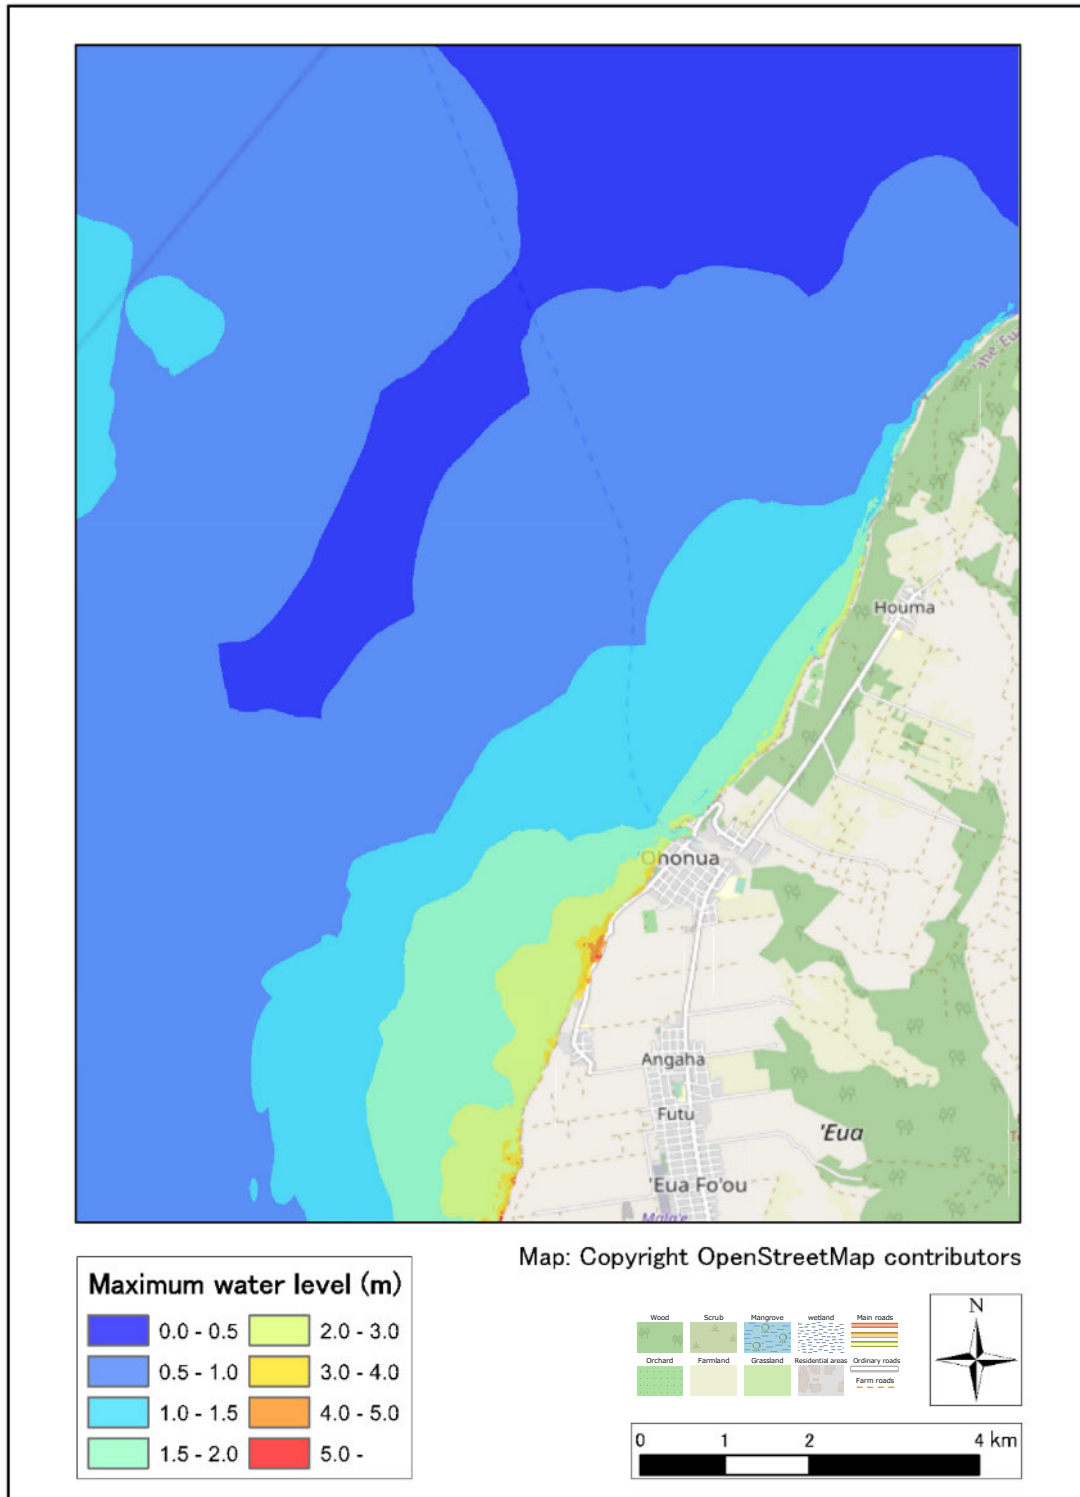 'ahe 'Eu
Houma
'Ohonua
Angaha
Futu
'Eua
'Eua Fo'ou
Mala'e
Map: Copyright OpenStreetMap contributors
Maximum water level (m)
0.0 - 0.5 2.0 - 3.0
0.5 - 1.0 3.0 - 4.0
1.0 - 1.5 4.0 - 5.0
1.5 - 2.0 5.0 -
Wood Scrub Mangrove wetland Main roads
Orchard Farmland Grassland Residential areas Ordinary roads
Farm roads
N
0 1 2 4 km